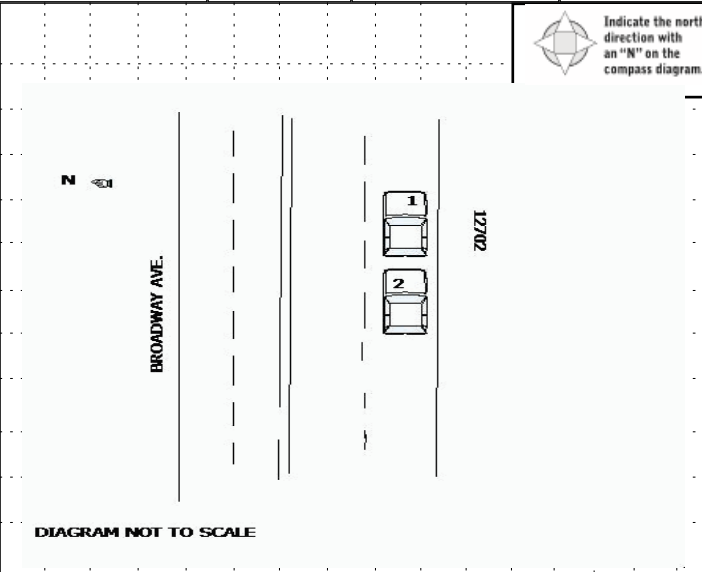 Indicate the north
direction with
an “N” on the
compass diagram.
N
1
12702
2
BROADWAY AVE.
DIAGRAM NOT TO SCALE